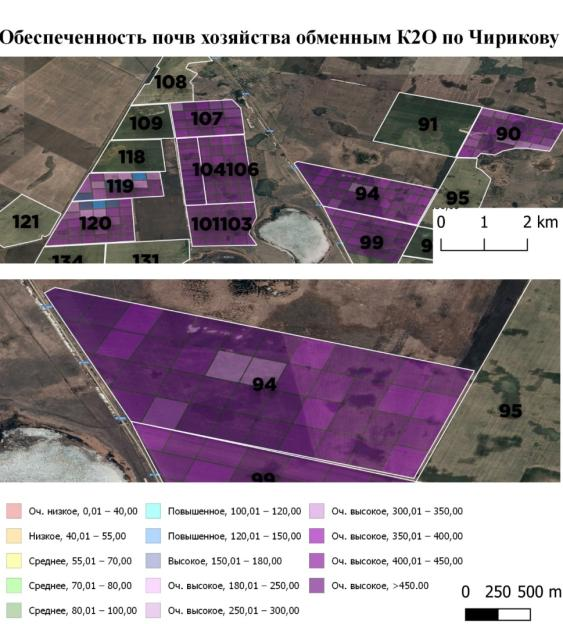 Обеспеченность почв хозяйства обменным K2O по Чирикову
108
109
107
91
90
118
104106
119
94
95
121
120
101103
99
9
134
131
0 1 2 km
94
95
99
Оч. низкое, 0,01 – 40,00
Низкое, 40,01 – 55,00
Среднее, 55,01 – 70,00
Среднее, 70,01 – 80,00
Среднее, 80,01 – 100,00
Повышенное, 100,01 – 120,00
Повышенное, 120,01 – 150,00
Высокое, 150,01 – 180,00
Оч. высокое, 180,01 – 250,00
Оч. высокое, 250,01 – 300,00
Оч. высокое, 300,01 – 350,00
Оч. высокое, 350,01 – 400,00
Оч. высокое, 400,01 – 450,00
Оч. высокое, >450.00
0 250 500 m